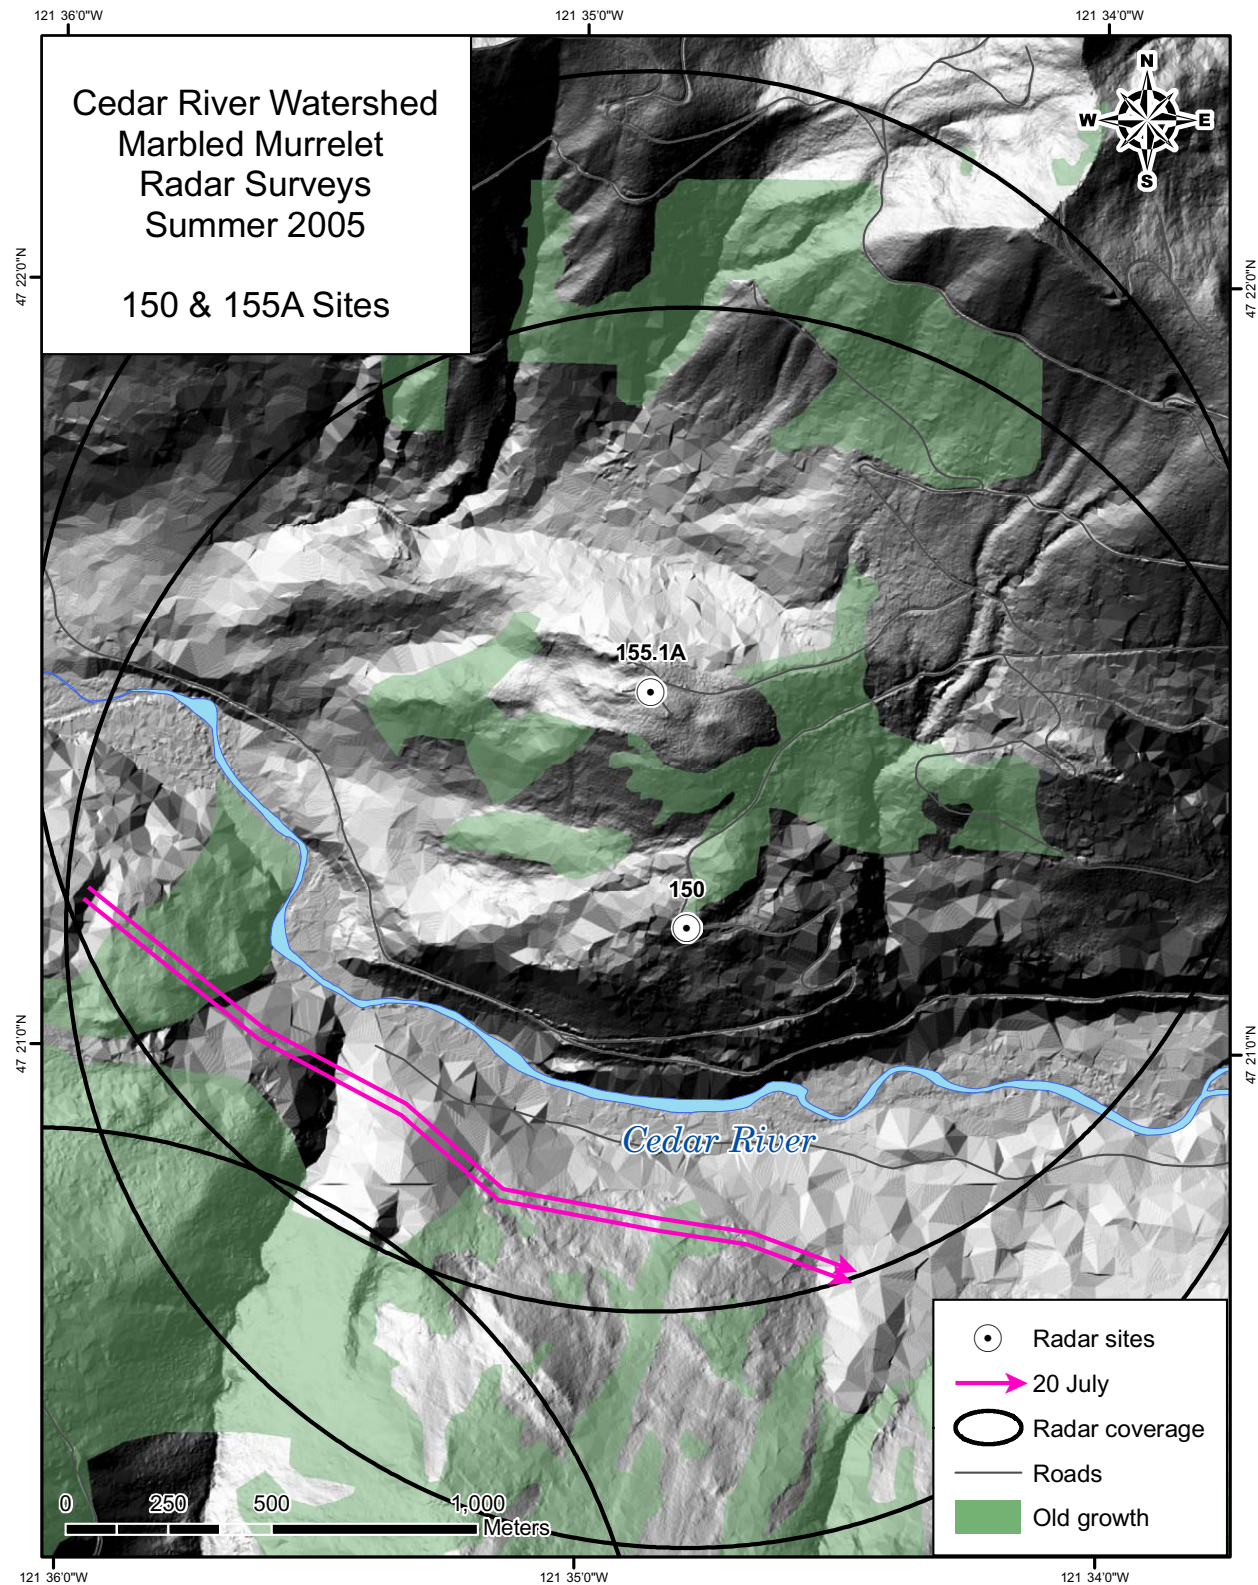 121 36'0"W
121 35'0"W
121 34'0"W
Cedar River Watershed
Marbled Murrelet
Radar Surveys
Summer 2005
150 & 155A Sites
N
W
E
S
47 22'0"N
47 22'0"N
155.1A
150
47 21'0"N
47 21'0"N
Cedar River
Radar sites
20 July
Radar coverage
Roads
Old growth
0 250 500 1,000
Meters
121 36'0"W
121 35'0"W
121 34'0"W